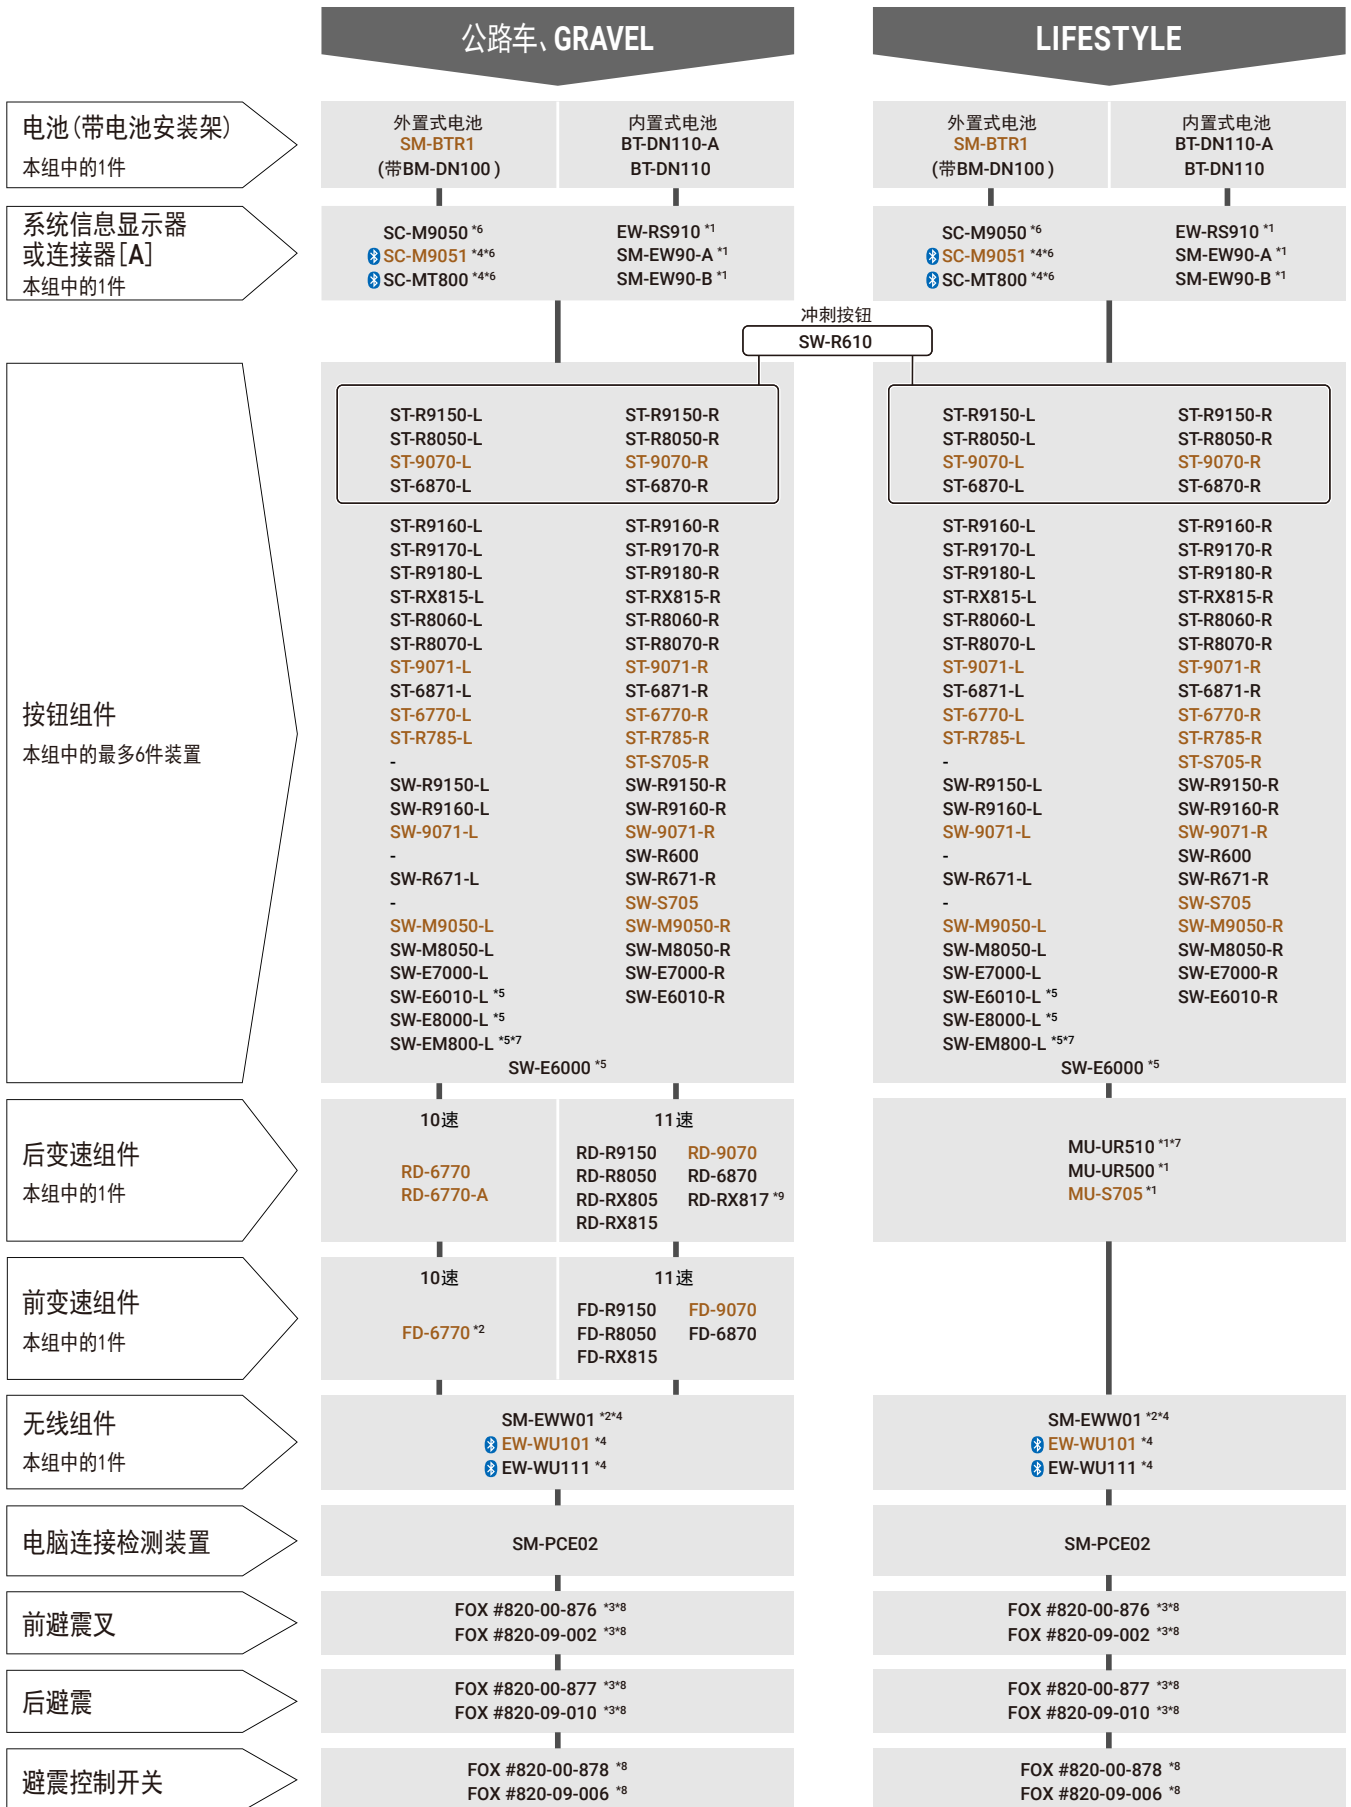 公路车、GRAVEL
LIFESTYLE
电池（带电池安装架）
本组中的1件
外置式电池
SM-BTR1
(带BM-DN100 )
内置式电池
BT-DN110-A
BT-DN110
外置式电池
SM-BTR1
(带BM-DN100 )
内置式电池
BT-DN110-A
BT-DN110
系统信息显示器
或连接器[A]
本组中的1件
SC-M9050 *6
SC-M9051 *4*6
SC-MT800 *4*6
EW-RS910 *1
SM-EW90-A *1
SM-EW90-B *1
SC-M9050 *6
SC-M9051 *4*6
SC-MT800 *4*6
EW-RS910 *1
SM-EW90-A *1
SM-EW90-B *1
冲刺按钮
SW-R610
按钮组件
本组中的最多6件装置
ST-R9150-L ST-R9150-R
ST-R8050-L ST-R8050-R
ST-9070-L ST-9070-R
ST-6870-L ST-6870-R
ST-R9160-L ST-R9160-R
ST-R9170-L ST-R9170-R
ST-R9180-L ST-R9180-R
ST-RX815-L ST-RX815-R
ST-R8060-L ST-R8060-R
ST-R8070-L ST-R8070-R
ST-9071-L ST-9071-R
ST-6871-L ST-6871-R
ST-6770-L ST-6770-R
ST-R785-L ST-R785-R
- ST-S705-R
SW-R9150-L SW-R9150-R
SW-R9160-L SW-R9160-R
SW-9071-L SW-9071-R
- SW-R600
SW-R671-L SW-R671-R
- SW-S705
SW-M9050-L SW-M9050-R
SW-M8050-L SW-M8050-R
SW-E7000-L SW-E7000-R
SW-E6010-L *5 SW-E6010-R
SW-E8000-L *5
SW-EM800-L *5*7
SW-E6000 *5
ST-R9150-L ST-R9150-R
ST-R8050-L ST-R8050-R
ST-9070-L ST-9070-R
ST-6870-L ST-6870-R
ST-R9160-L ST-R9160-R
ST-R9170-L ST-R9170-R
ST-R9180-L ST-R9180-R
ST-RX815-L ST-RX815-R
ST-R8060-L ST-R8060-R
ST-R8070-L ST-R8070-R
ST-9071-L ST-9071-R
ST-6871-L ST-6871-R
ST-6770-L ST-6770-R
ST-R785-L ST-R785-R
- ST-S705-R
SW-R9150-L SW-R9150-R
SW-R9160-L SW-R9160-R
SW-9071-L SW-9071-R
- SW-R600
SW-R671-L SW-R671-R
- SW-S705
SW-M9050-L SW-M9050-R
SW-M8050-L SW-M8050-R
SW-E7000-L SW-E7000-R
SW-E6010-L *5 SW-E6010-R
SW-E8000-L *5
SW-EM800-L *5*7
SW-E6000 *5
后变速组件
本组中的1件
10速
RD-6770
RD-6770-A
11速
RD-R9150 RD-9070
RD-R8050 RD-6870
RD-RX805 RD-RX817 *9
RD-RX815
MU-UR510 *1*7
MU-UR500 *1
MU-S705 *1
前变速组件
本组中的1件
10速
FD-6770 *2
11速
FD-R9150 FD-9070
FD-R8050 FD-6870
FD-RX815
无线组件
本组中的1件
SM-EWW01 *2*4
EW-WU101 *4
EW-WU111 *4
SM-EWW01 *2*4
EW-WU101 *4
EW-WU111 *4
电脑连接检测装置
SM-PCE02
SM-PCE02
前避震叉
FOX #820-00-876 *3*8
FOX #820-09-002 *3*8
FOX #820-00-876 *3*8
FOX #820-09-002 *3*8
后避震
FOX #820-00-877 *3*8
FOX #820-09-010 *3*8
FOX #820-00-877 *3*8
FOX #820-09-010 *3*8
避震控制开关
FOX #820-00-878 *8
FOX #820-09-006 *8
FOX #820-00-878 *8
FOX #820-09-006 *8